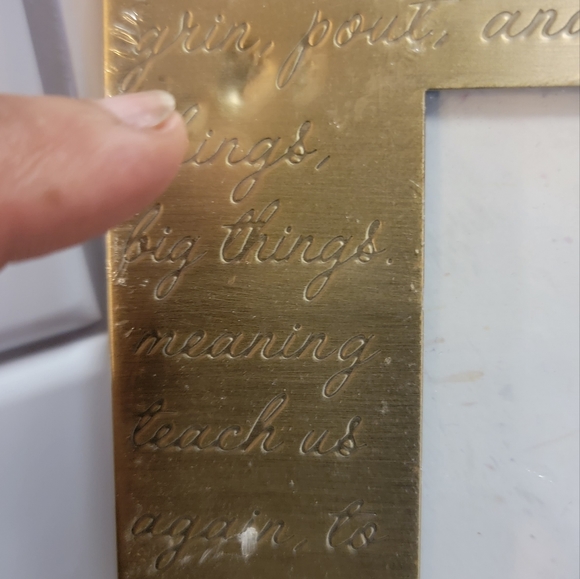 grin, pout, and
ings,
big things.
meaning
teach us
again, to